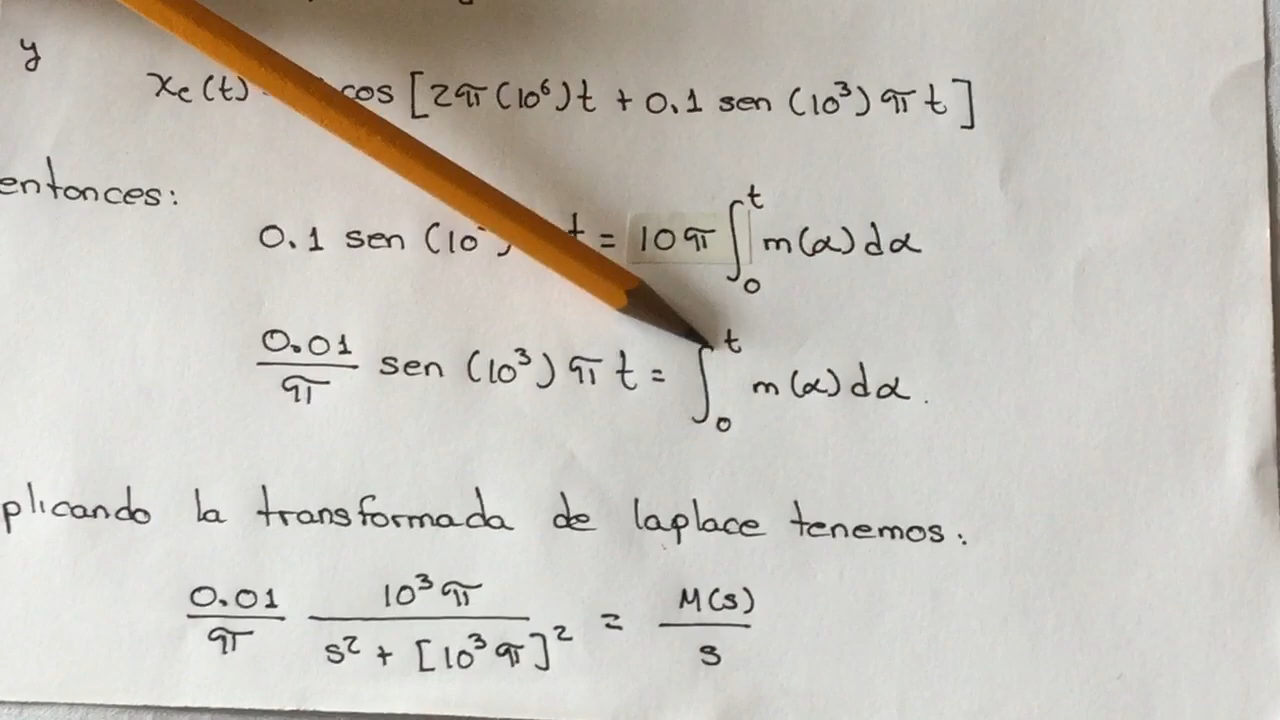 y
xc(t) cos [2π(10⁶)t + 0.1 sen (10³) π t ]
entonces:
0.1 sen (10 t = 10π ∫₀ᵗ m(α)dα
0.01/π sen (10³) π t = ∫₀ᵗ m(α)dα.
plicando la transformada de laplace tenemos:
0.01/π 10³π/(s² + [10³π]²) = M(s)/s